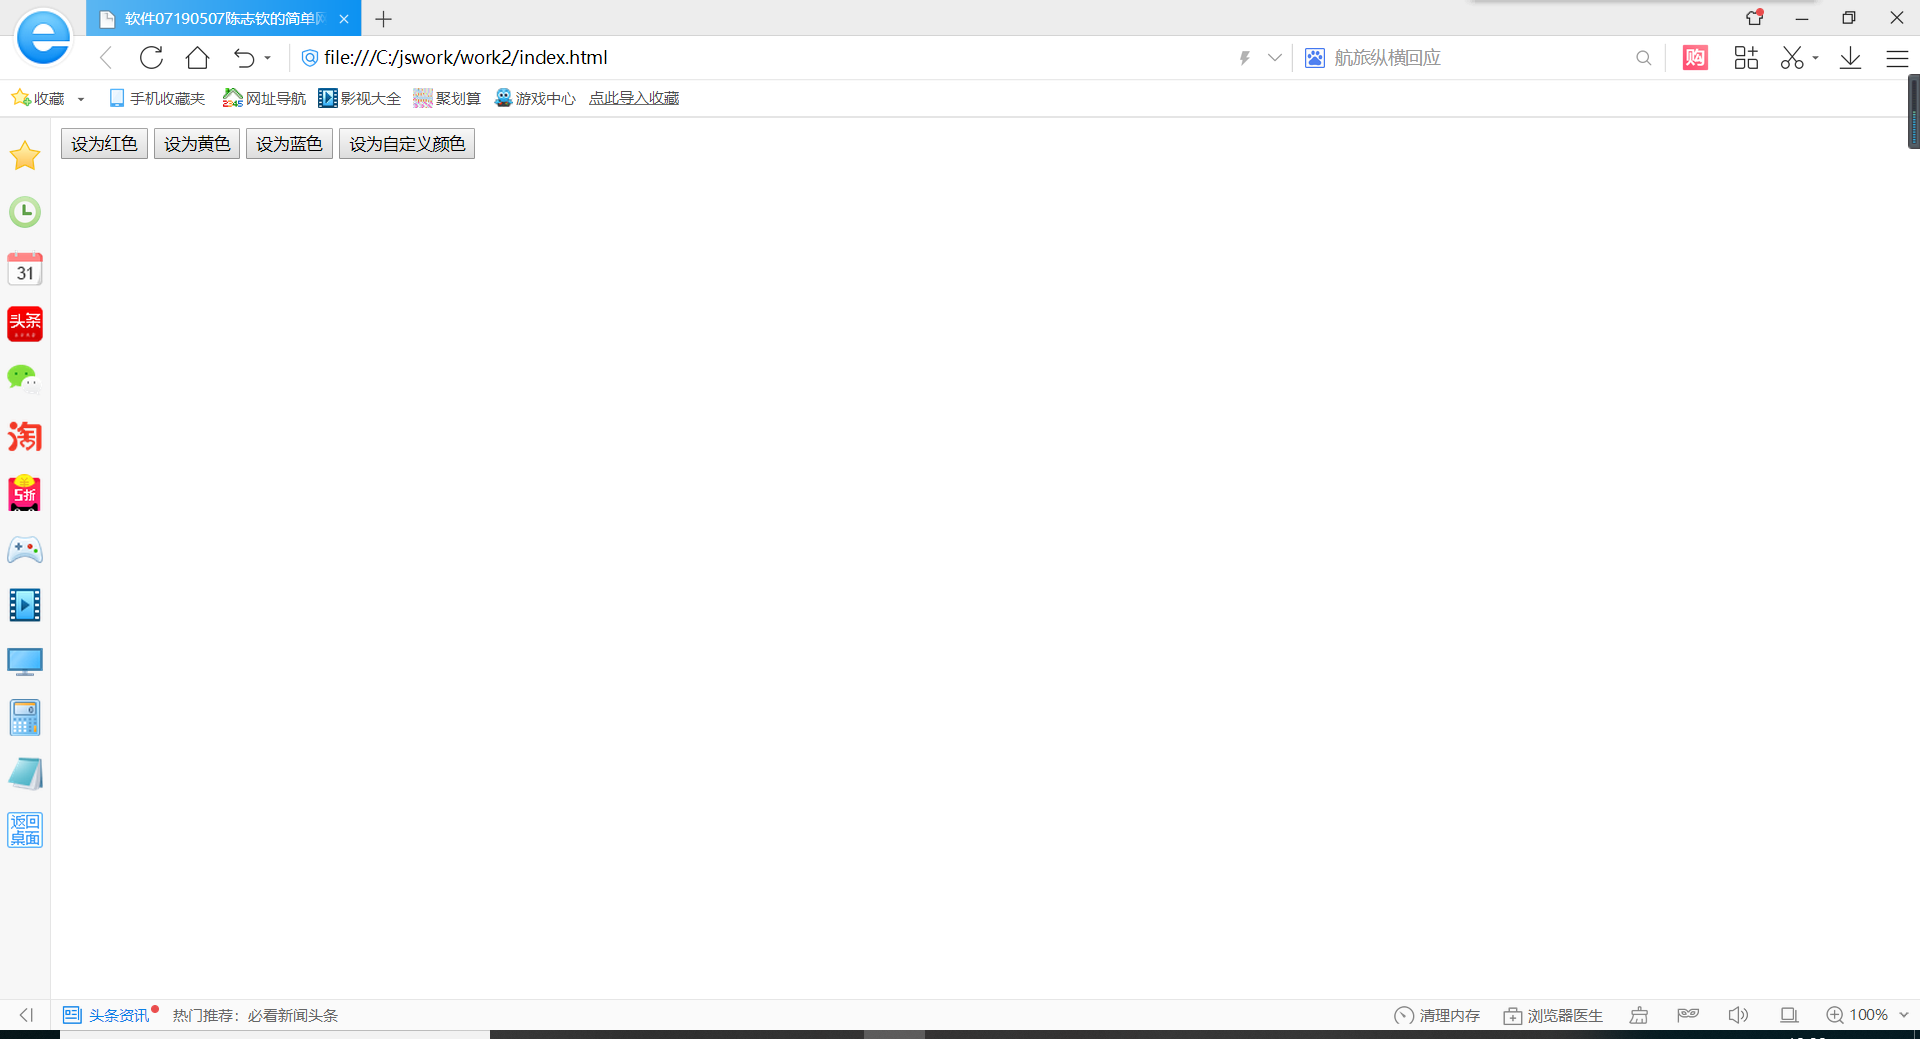 软件07190507陈志钦的简单网
file:///C:/jswork/work2/index.html
航旅纵横回应
购
收藏 手机收藏夹 网址导航 影视大全 聚划算 游戏中心 点此导入收藏
设为红色 设为黄色 设为蓝色 设为自定义颜色
31
头条
淘
5折
返回
桌面
头条资讯 热门推荐：必看新闻头条 清理内存 浏览器医生 100%